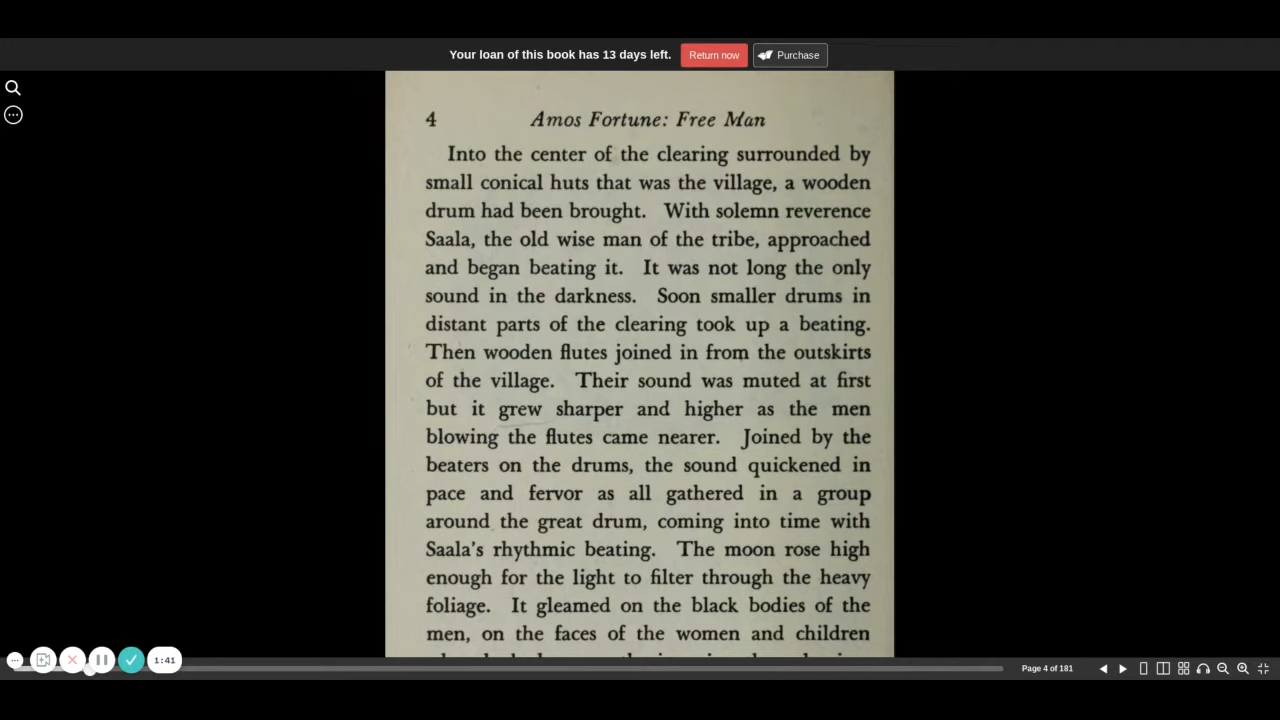 Your loan of this book has 13 days left. Return now Purchase
4 Amos Fortune: Free Man
Into the center of the clearing surrounded by
small conical huts that was the village, a wooden
drum had been brought. With solemn reverence
Saala, the old wise man of the tribe, approached
and began beating it. It was not long the only
sound in the darkness. Soon smaller drums in
distant parts of the clearing took up a beating.
Then wooden flutes joined in from the outskirts
of the village. Their sound was muted at first
but it grew sharper and higher as the men
blowing the flutes came nearer. Joined by the
beaters on the drums, the sound quickened in
pace and fervor as all gathered in a group
around the great drum, coming into time with
Saala's rhythmic beating. The moon rose high
enough for the light to filter through the heavy
foliage. It gleamed on the black bodies of the
men, on the faces of the women and children
1:41
Page 4 of 181